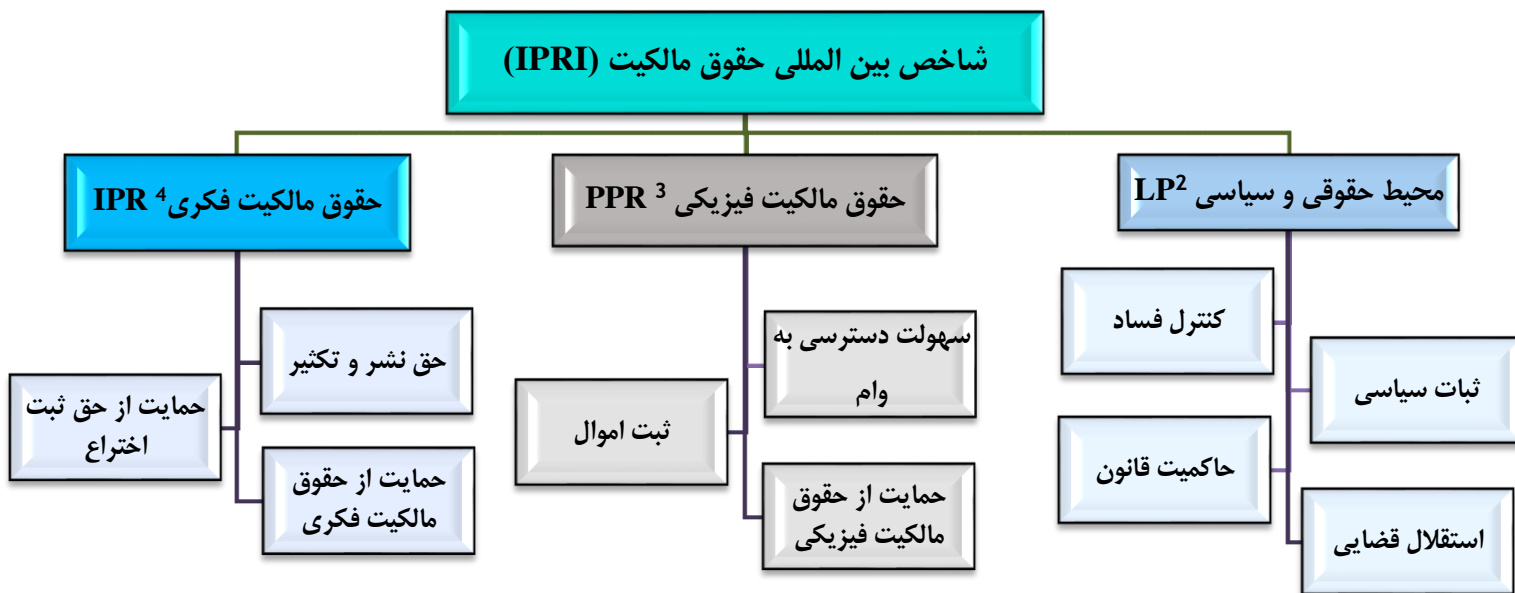 شاخص بین المللی حقوق مالکیت (IPRI)
محیط حقوقی و سیاسی LP²
کنترل فساد
ثبات سیاسی
حاکمیت قانون
استقلال قضایی
حقوق مالکیت فیزیکی PPR ³
سهولت دسترسی به
وام
ثبت اموال
حمایت از حقوق
مالکیت فیزیکی
حقوق مالکیت فکری IPR ⁴
حق نشر و تکثیر
حمایت از حق ثبت
اختراع
حمایت از حقوق
مالکیت فکری